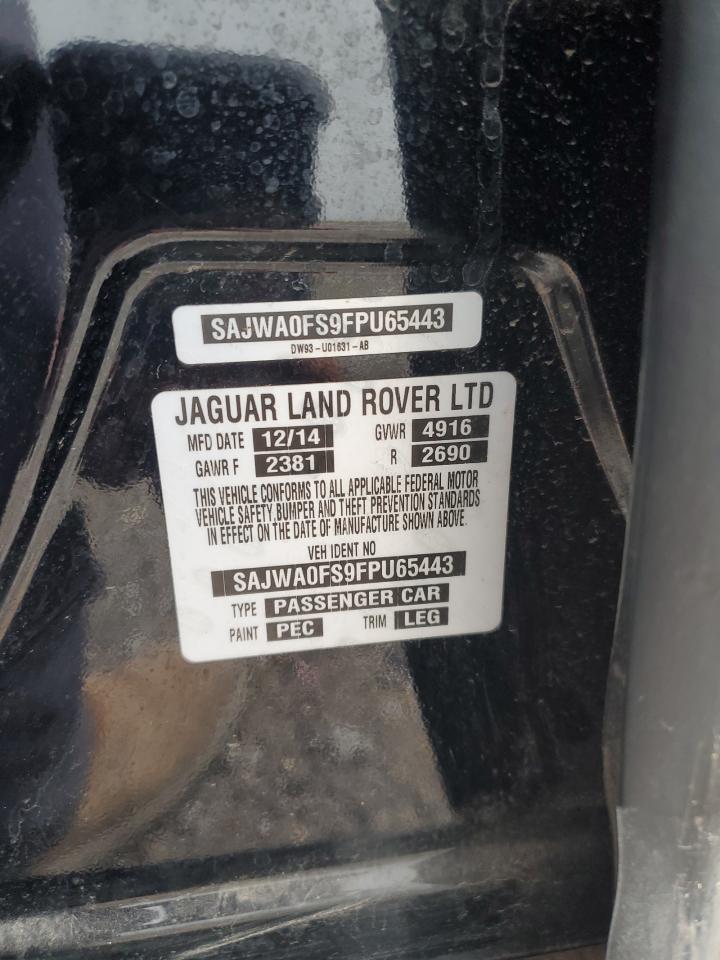 SAJWA0FS9FPU65443
DW93-U01631-AB
JAGUAR LAND ROVER LTD
MFD DATE 12/14 GVWR 4916
GAWR F 2381 R 2690
THIS VEHICLE CONFORMS TO ALL APPLICABLE FEDERAL MOTOR
VEHICLE SAFETY BUMPER AND THEFT PREVENTION STANDARDS
IN EFFECT ON THE DATE OF MANUFACTURE SHOWN ABOVE.
VEH IDENT NO
SAJWA0FS9FPU65443
TYPE PASSENGER CAR
PAINT PEC TRIM LEG